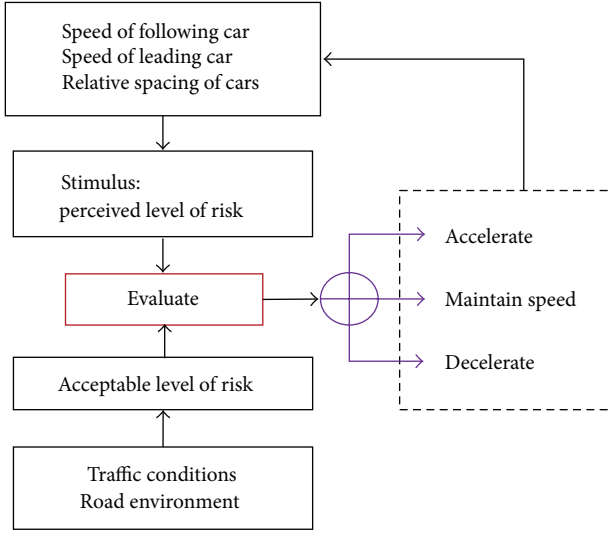 Speed of following car
Speed of leading car
Relative spacing of cars
Stimulus:
perceived level of risk
Evaluate
Accelerate
Maintain speed
Decelerate
Acceptable level of risk
Traffic conditions
Road environment